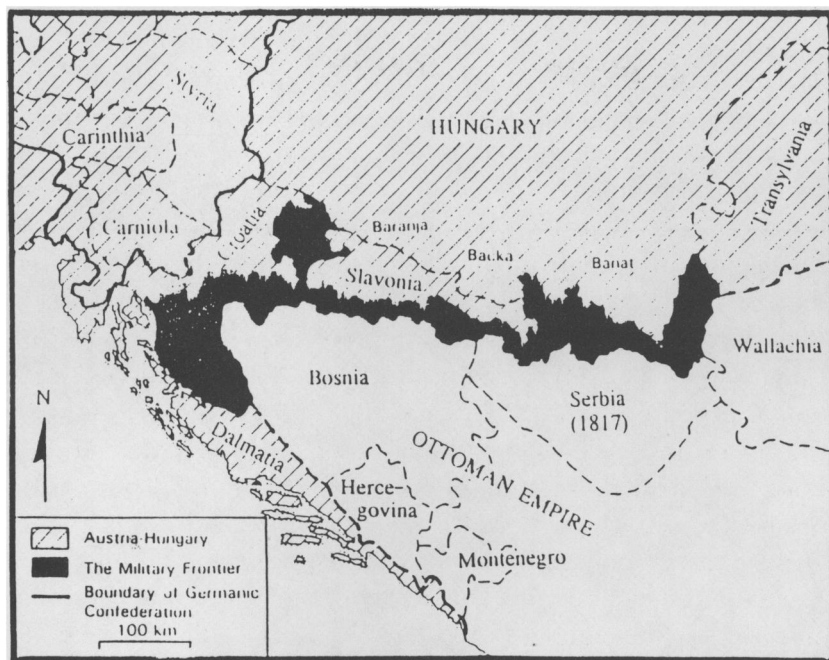 Styria
Carinthia
HUNGARY
Transylvania
Carniola
Croatia
Baranja
Slavonia
Backa
Banat
Wallachia
Bosnia
Serbia
(1817)
Dalmatia
OTTOMAN EMPIRE
Herce-
govina
Montenegro
N
Austria-Hungary
The Military Frontier
Boundary of Germanic
Confederation
100 km